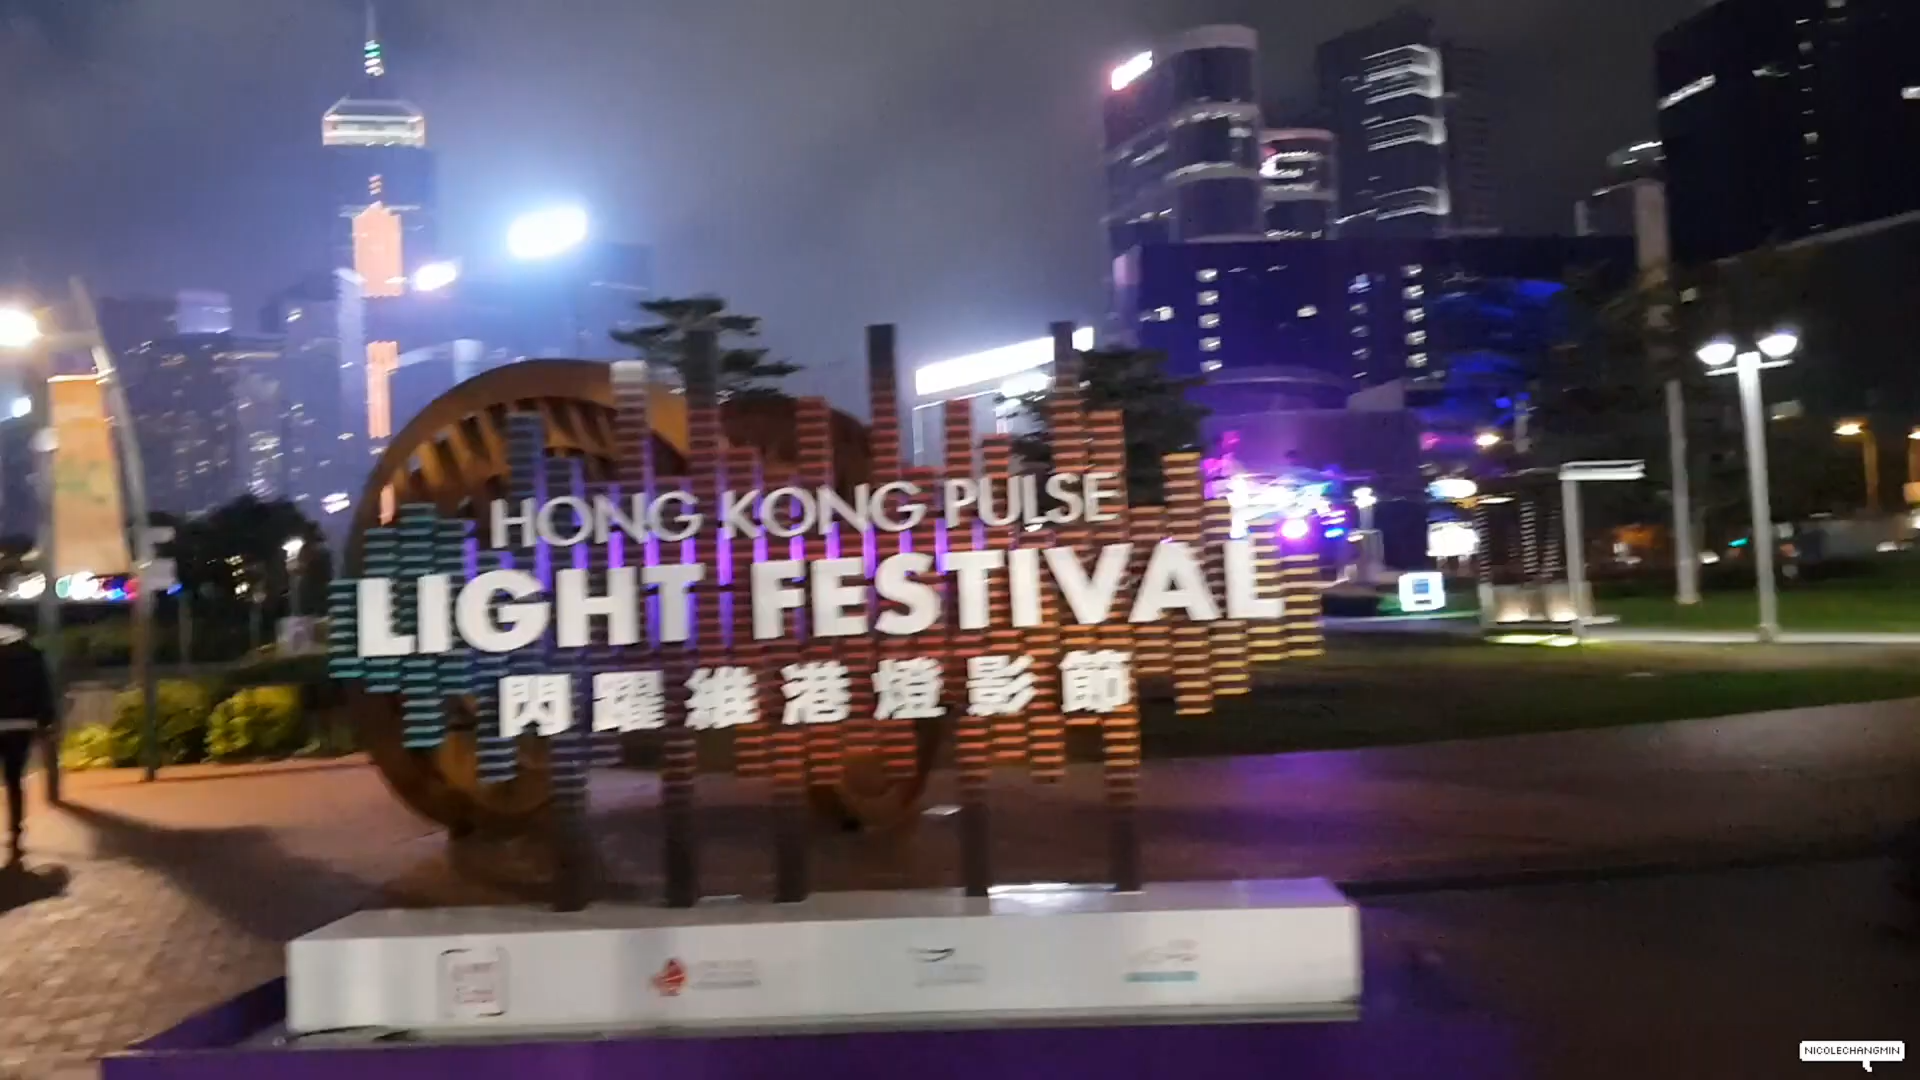 HONG KONG PULSE
LIGHT FESTIVAL
閃躍維港燈影節
NICOLECHANGMIN